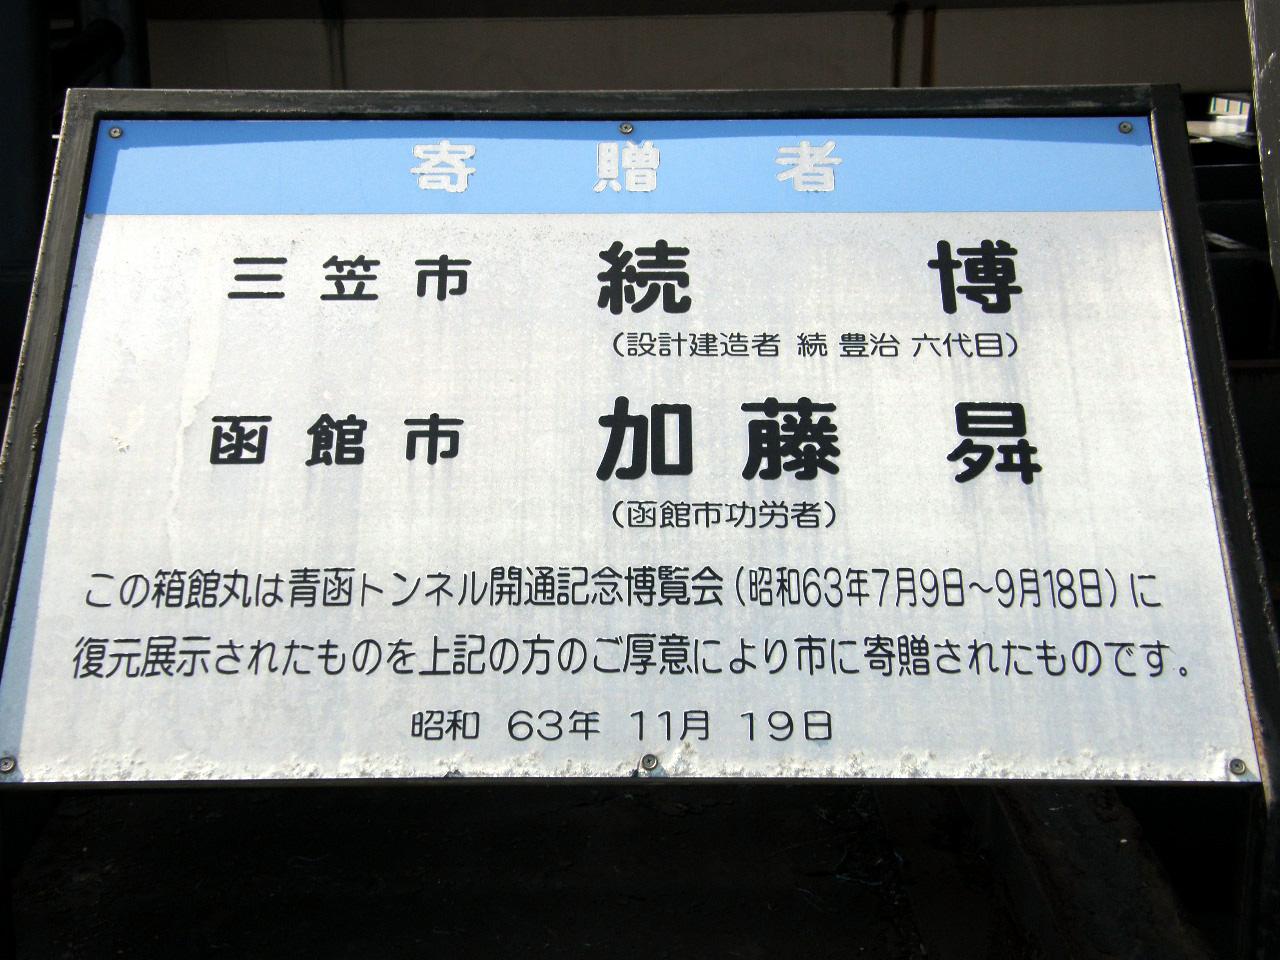 寄贈者
三笠市 続 博
(設計建造者 続 豊治 六代目)
函館市 加藤 昻
(函館市功労者)
この箱館丸は青函トンネル開通記念博覧会(昭和63年7月9日～9月18日)に
復元展示されたものを上記の方のご厚意により市に寄贈されたものです。
昭和 63年 11月 19日